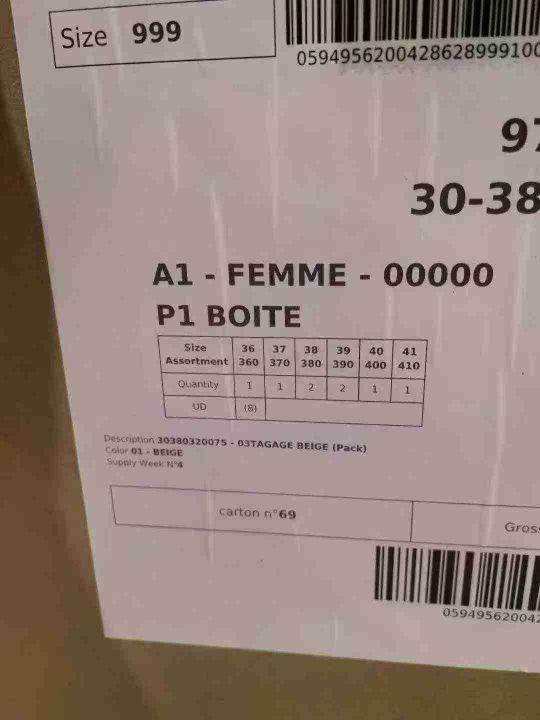 Size 999
0594956200428628999100
97
30-38
A1 - FEMME - 00000
P1 BOITE
Size Assortment 36 360 37 370 38 380 39 390 40 400 41 410
Quantity 1 1 2 2 1 1
UD (8)
Description 30380320075 - 03TAGAGE BEIGE (Pack)
Color 01 - BEIGE
Supply Week N°4
carton n°69
Gross
059495620042